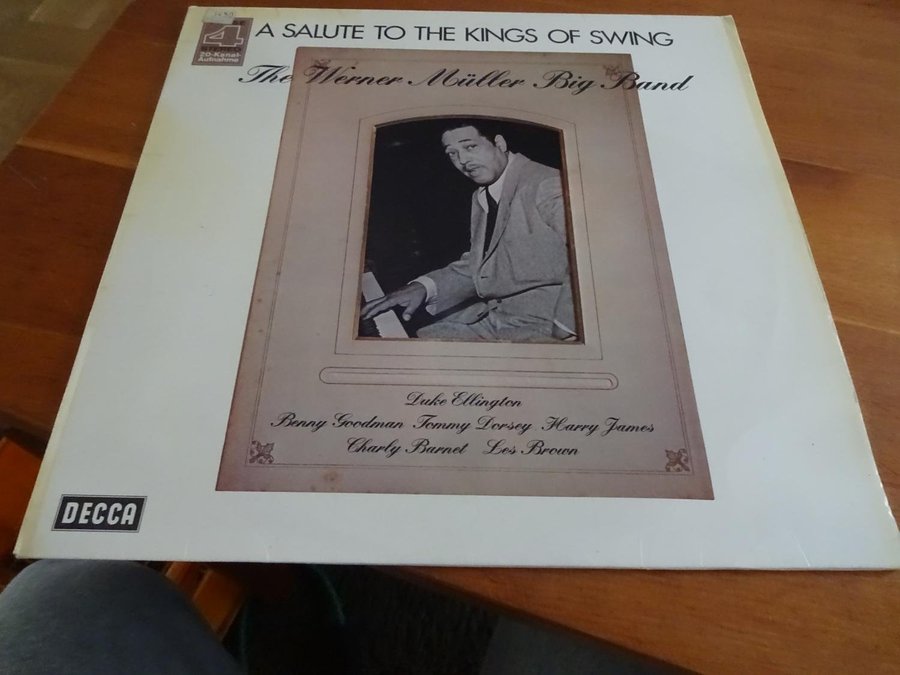 A SALUTE TO THE KINGS OF SWING
4
STEREO
20-Kanal-
Aufnahme
The Werner Müller Big Band
Duke Ellington
Benny Goodman Tommy Dorsey Harry James
Charly Barnet Les Brown
DECCA